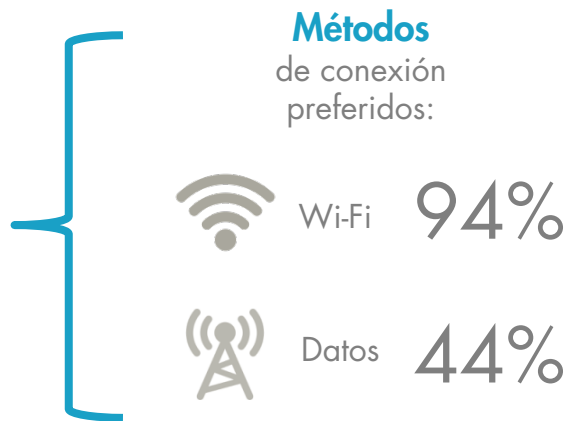 Métodos
de conexión
preferidos:
Wi-Fi 94%
Datos 44%